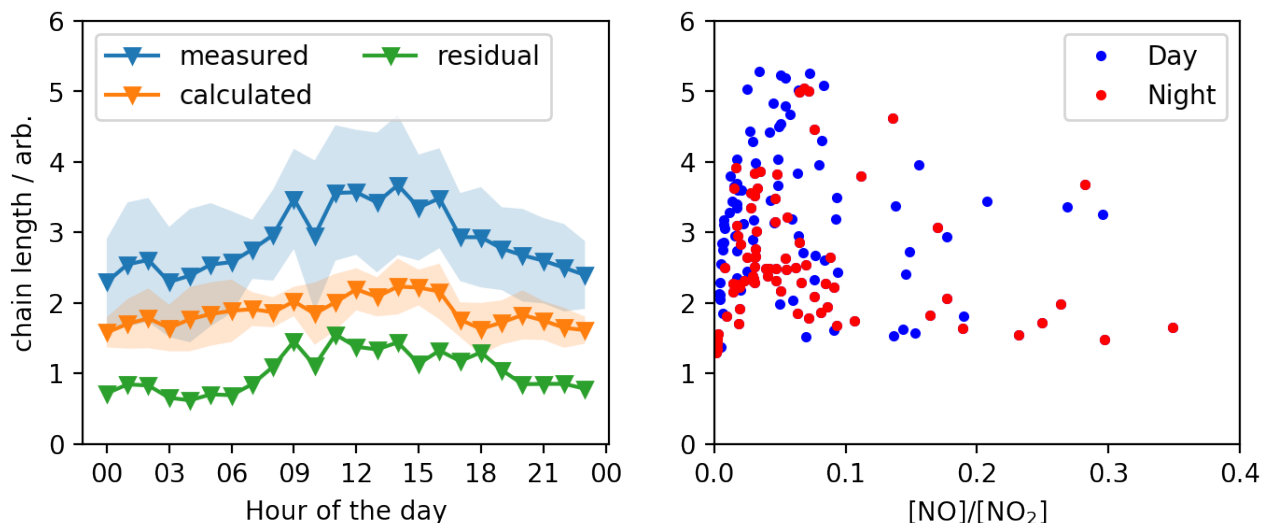 6
5
4
3
2
1
0
chain length / arb.
measured
calculated
residual
00 03 06 09 12 15 18 21 00
Hour of the day
6
5
4
3
2
1
0
Day
Night
0.0 0.1 0.2 0.3 0.4
[NO]/[NO₂]